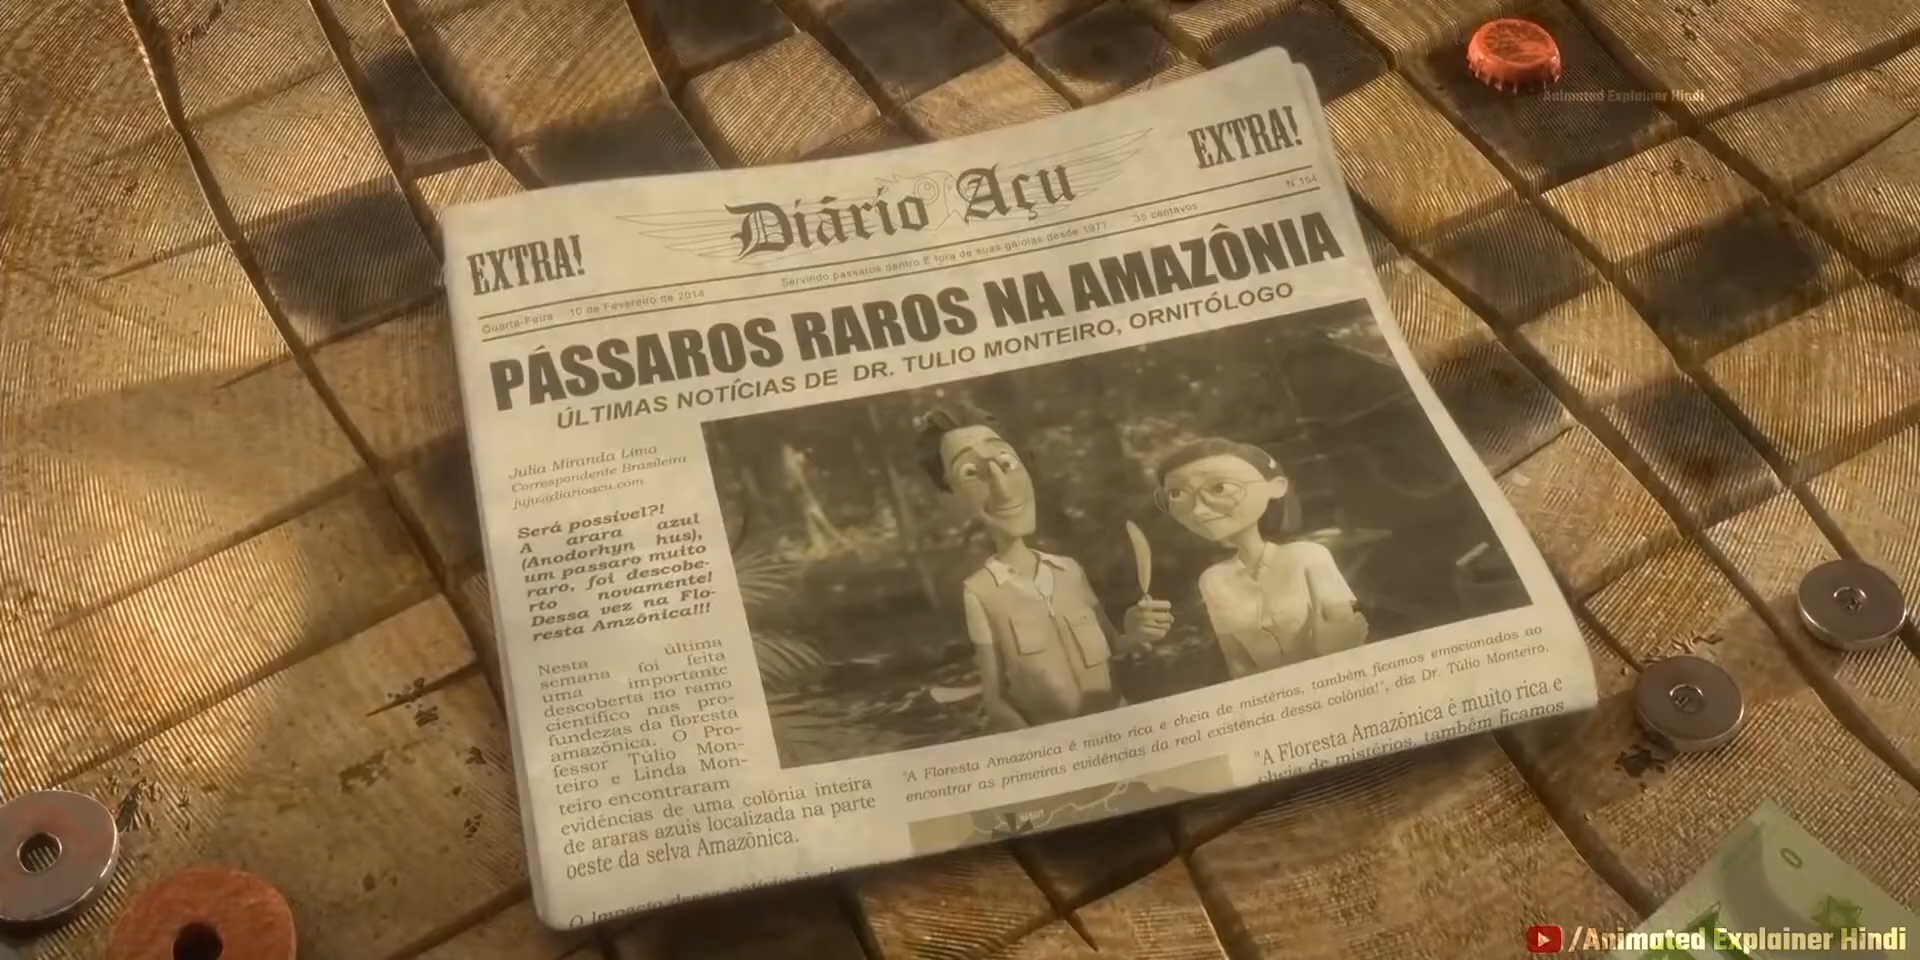 Animated Explainer Hindi
EXTRA!
Diário Açu
EXTRA!
Quarta-Feira 10 de Fevereiro de 2014
Servindo pássaros dentro E fora de suas gaiolas desde 1977
35 centavos
N.164
PÁSSAROS RAROS NA AMAZÔNIA
ÚLTIMAS NOTÍCIAS DE DR. TULIO MONTEIRO, ORNITÓLOGO
Julia Miranda Lima
Correspondente Brasileira
juju@diarioacu.com
Será possível?!
A arara azul
(Anodorhyn hus),
um passaro muito
raro, foi descobe-
rto novamente!
Dessa vez na Flo-
resta Amzônica!!!
Nesta última
semana foi feita
uma importante
descoberta no ramo
científico nas pro-
fundezas da floresta
amazônica. O Pro-
fessor Túlio Mon-
teiro e Linda Mon-
teiro encontraram
evidências de uma colônia inteira
de araras azuis localizada na parte
oeste da selva Amazônica.
O Impacto
"A Floresta Amazônica é muito rica e cheia de mistérios, também ficamos emocionados ao
encontrar as primeiras evidências da real existência dessa colônia!", diz Dr. Túlio Monteiro.
"A Floresta Amazônica é muito rica e
cheia de mistérios, também ficamos
/Animated Explainer Hindi